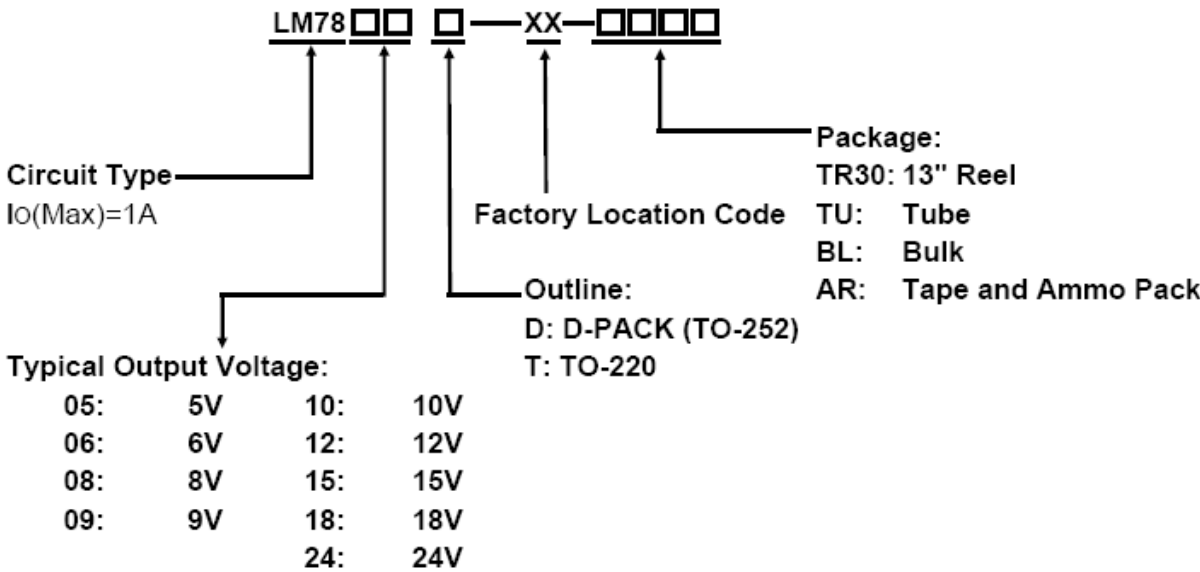 LM78□□ □—XX—□□□□
Circuit Type
IO(Max)=1A
Factory Location Code
Package:
TR30: 13" Reel
TU: Tube
BL: Bulk
AR: Tape and Ammo Pack
Outline:
D: D-PACK (TO-252)
T: TO-220
Typical Output Voltage:
05: 5V 10: 10V
06: 6V 12: 12V
08: 8V 15: 15V
09: 9V 18: 18V
24: 24V